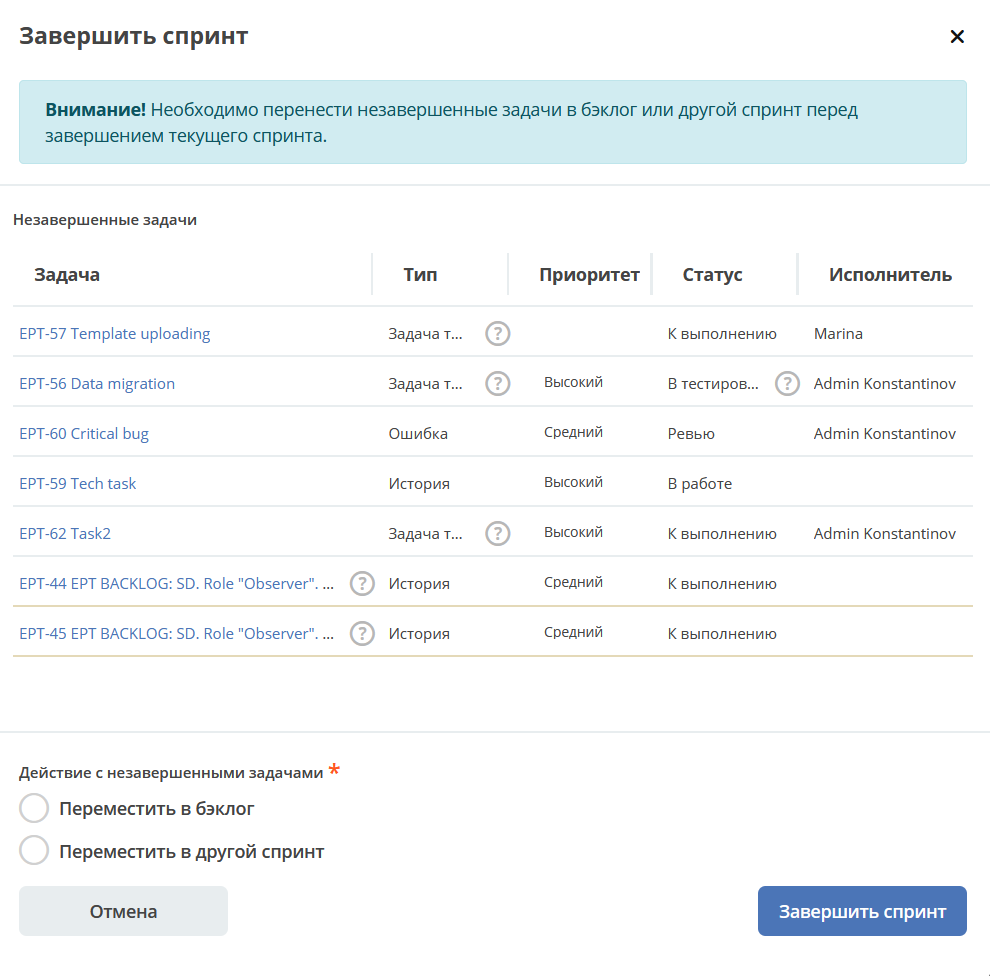 Завершить спринт
Внимание! Необходимо перенести незавершенные задачи в бэклог или другой спринт перед
завершением текущего спринта.
Незавершенные задачи
Задача Тип Приоритет Статус Исполнитель
EPT-57 Template uploading Задача т... ? К выполнению Marina
EPT-56 Data migration Задача т... ? Высокий В тестиров... ? Admin Konstantinov
EPT-60 Critical bug Ошибка Средний Ревью Admin Konstantinov
EPT-59 Tech task История Высокий В работе
EPT-62 Task2 Задача т... ? Высокий К выполнению Admin Konstantinov
EPT-44 EPT BACKLOG: SD. Role "Observer". ... ? История Средний К выполнению
EPT-45 EPT BACKLOG: SD. Role "Observer". ... ? История Средний К выполнению
Действие с незавершенными задачами *
Переместить в бэклог
Переместить в другой спринт
Отмена Завершить спринт